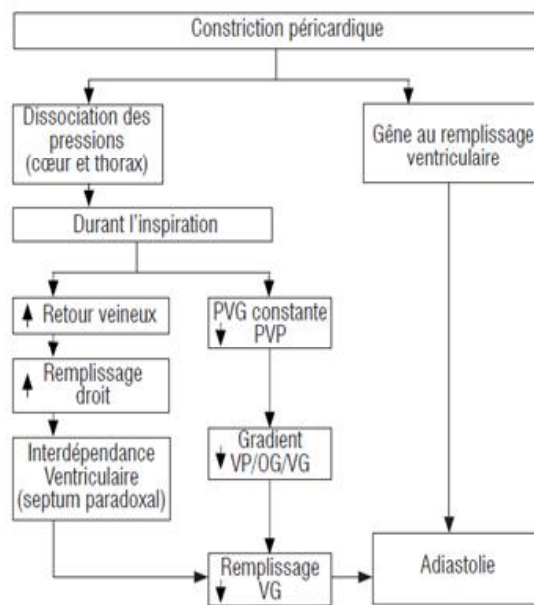 Constriction péricardique
Dissociation des
pressions
(cœur et thorax)
Gêne au remplissage
ventriculaire
Durant l'inspiration
Retour veineux
PVG constante
PVP
Remplissage
droit
Interdépendance
Ventriculaire
(septum paradoxal)
Gradient
VP/OG/VG
Remplissage
VG
Adiastolie